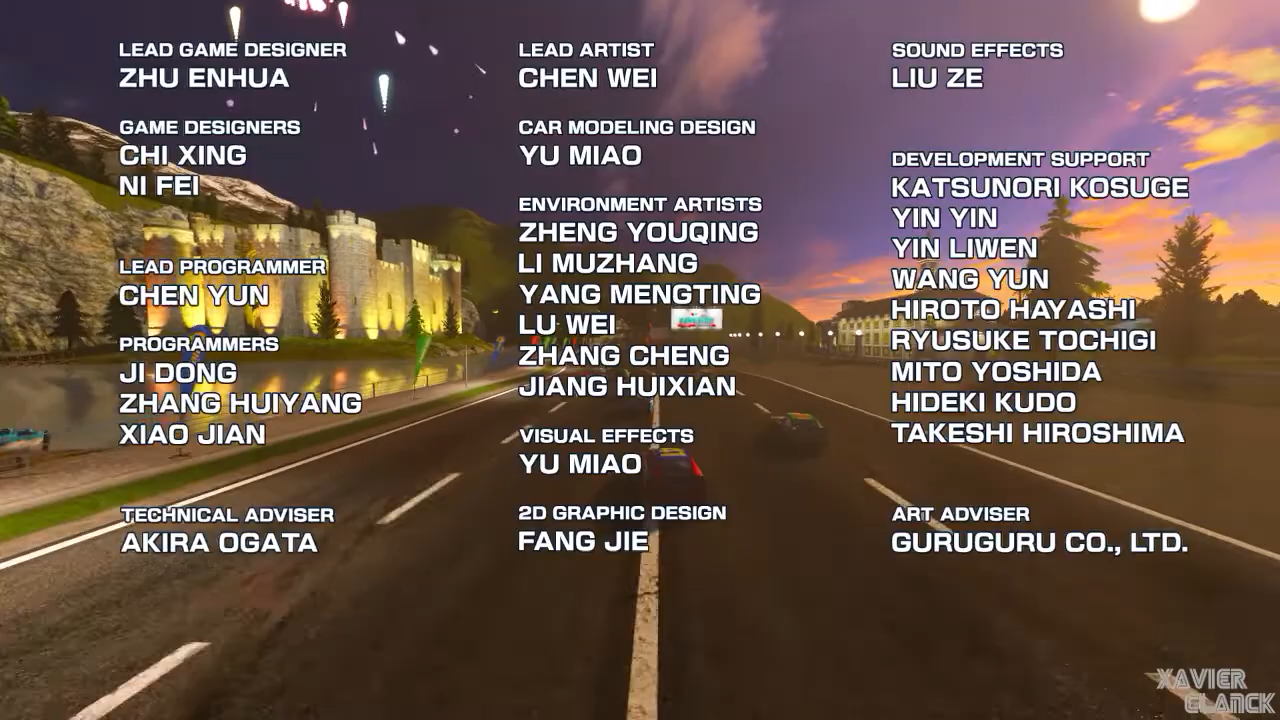 LEAD GAME DESIGNER
ZHU ENHUA
GAME DESIGNERS
CHI XING
NI FEI
LEAD PROGRAMMER
CHEN YUN
PROGRAMMERS
JI DONG
ZHANG HUIYANG
XIAO JIAN
TECHNICAL ADVISER
AKIRA OGATA
LEAD ARTIST
CHEN WEI
CAR MODELING DESIGN
YU MIAO
ENVIRONMENT ARTISTS
ZHENG YOUQING
LI MUZHANG
YANG MENGTING
LU WEI
ZHANG CHENG
JIANG HUIXIAN
VISUAL EFFECTS
YU MIAO
2D GRAPHIC DESIGN
FANG JIE
SOUND EFFECTS
LIU ZE
DEVELOPMENT SUPPORT
KATSUNORI KOSUGE
YIN YIN
YIN LIWEN
WANG YUN
HIROTO HAYASHI
RYUSUKE TOCHIGI
MITO YOSHIDA
HIDEKI KUDO
TAKESHI HIROSHIMA
ART ADVISER
GURUGURU CO., LTD.
XAVIER
CLANCK